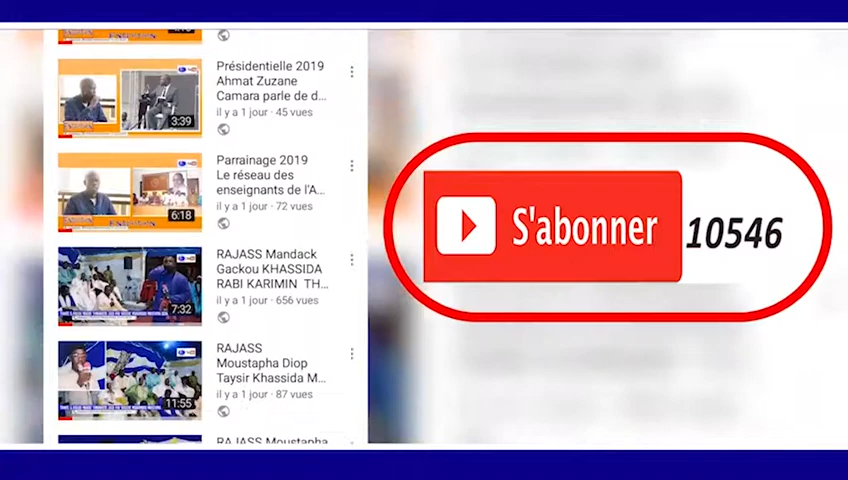 Présidentielle 2019
Ahmat Zuzane
Camara parle de d...
il y a 1 jour · 45 vues
3:39
Parrainage 2019
Le réseau des
enseignants de l'A...
il y a 1 jour · 72 vues
6:18
RAJASS Mandack
Gackou KHASSIDA
RABI KARIMIN TH...
il y a 1 jour · 656 vues
7:32
RAJASS
Moustapha Diop
Taysir Khassida M...
il y a 1 jour · 87 vues
11:55
RAJASS Moustapha
S'abonner
10546